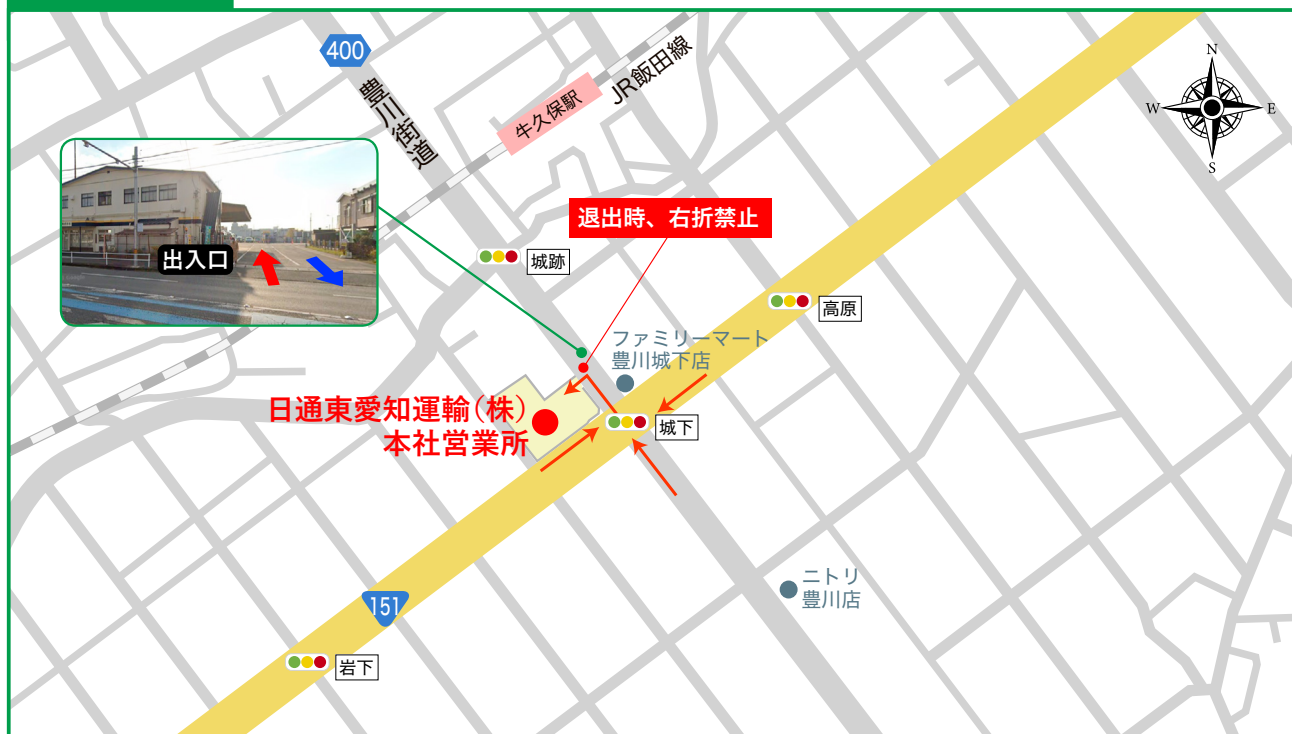 400
豊川街道
牛久保駅
JR飯田線
N
W
E
S
出入口
退出時、右折禁止
城跡
高原
ファミリーマート
豊川城下店
日通東愛知運輸(株)
本社営業所
城下
ニトリ
豊川店
151
岩下